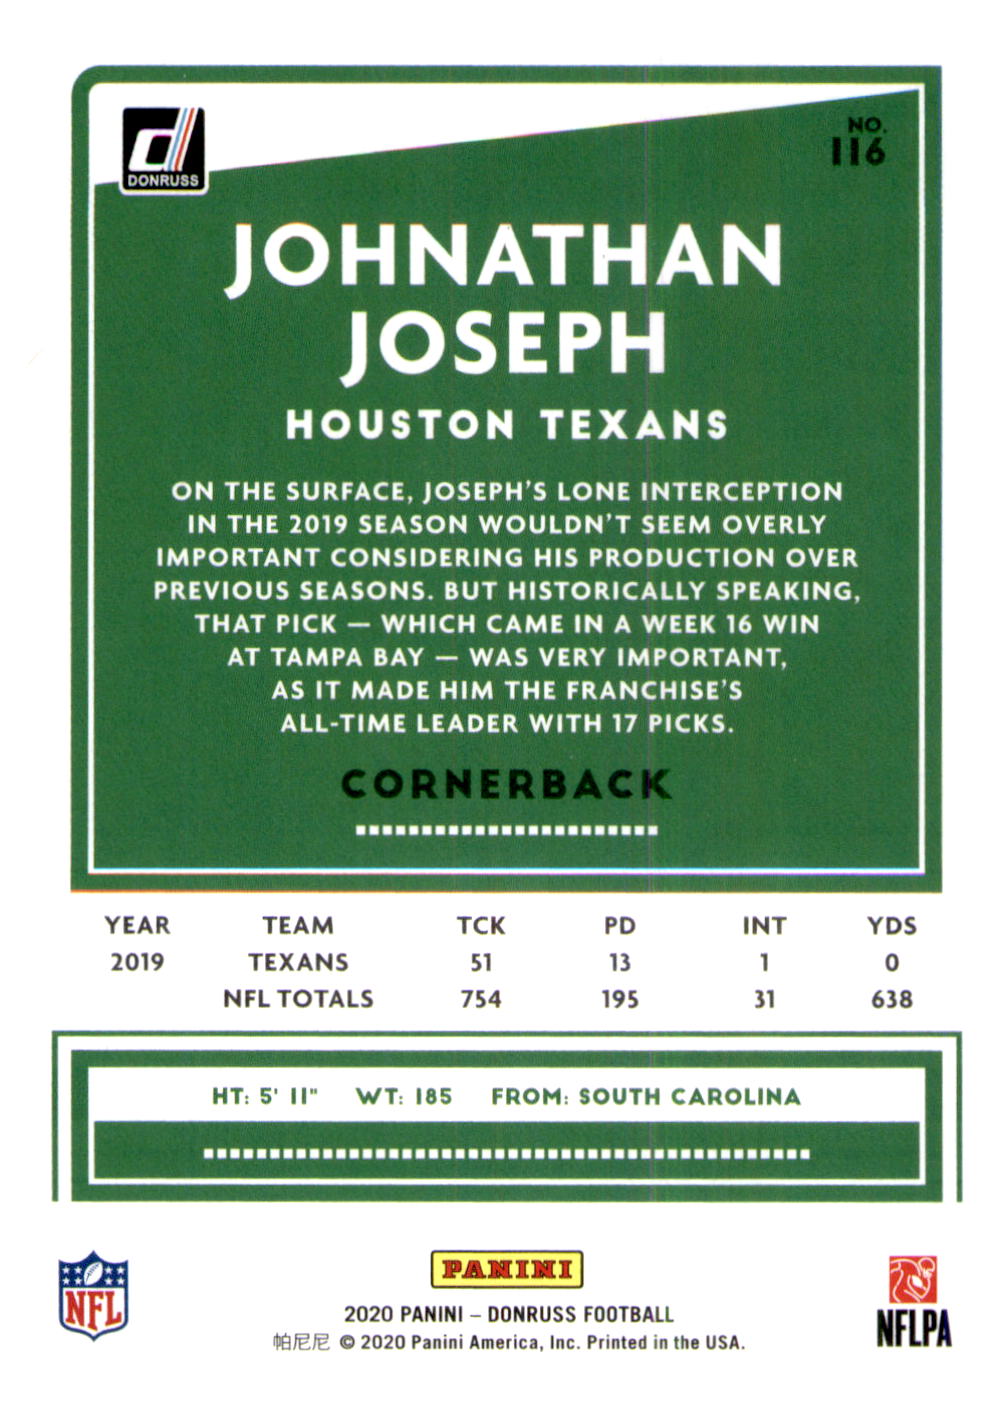 DONRUSS
NO.
116
JOHNATHAN
JOSEPH
HOUSTON TEXANS
ON THE SURFACE, JOSEPH'S LONE INTERCEPTION
IN THE 2019 SEASON WOULDN'T SEEM OVERLY
IMPORTANT CONSIDERING HIS PRODUCTION OVER
PREVIOUS SEASONS. BUT HISTORICALLY SPEAKING,
THAT PICK — WHICH CAME IN A WEEK 16 WIN
AT TAMPA BAY — WAS VERY IMPORTANT,
AS IT MADE HIM THE FRANCHISE'S
ALL-TIME LEADER WITH 17 PICKS.
CORNERBACK
YEAR TEAM TCK PD INT YDS
2019 TEXANS 51 13 1 0
NFL TOTALS 754 195 31 638
HT: 5' 11" WT: 185 FROM: SOUTH CAROLINA
NFL
PANINI
NFLPA
2020 PANINI – DONRUSS FOOTBALL
帕尼尼 © 2020 Panini America, Inc. Printed in the USA.